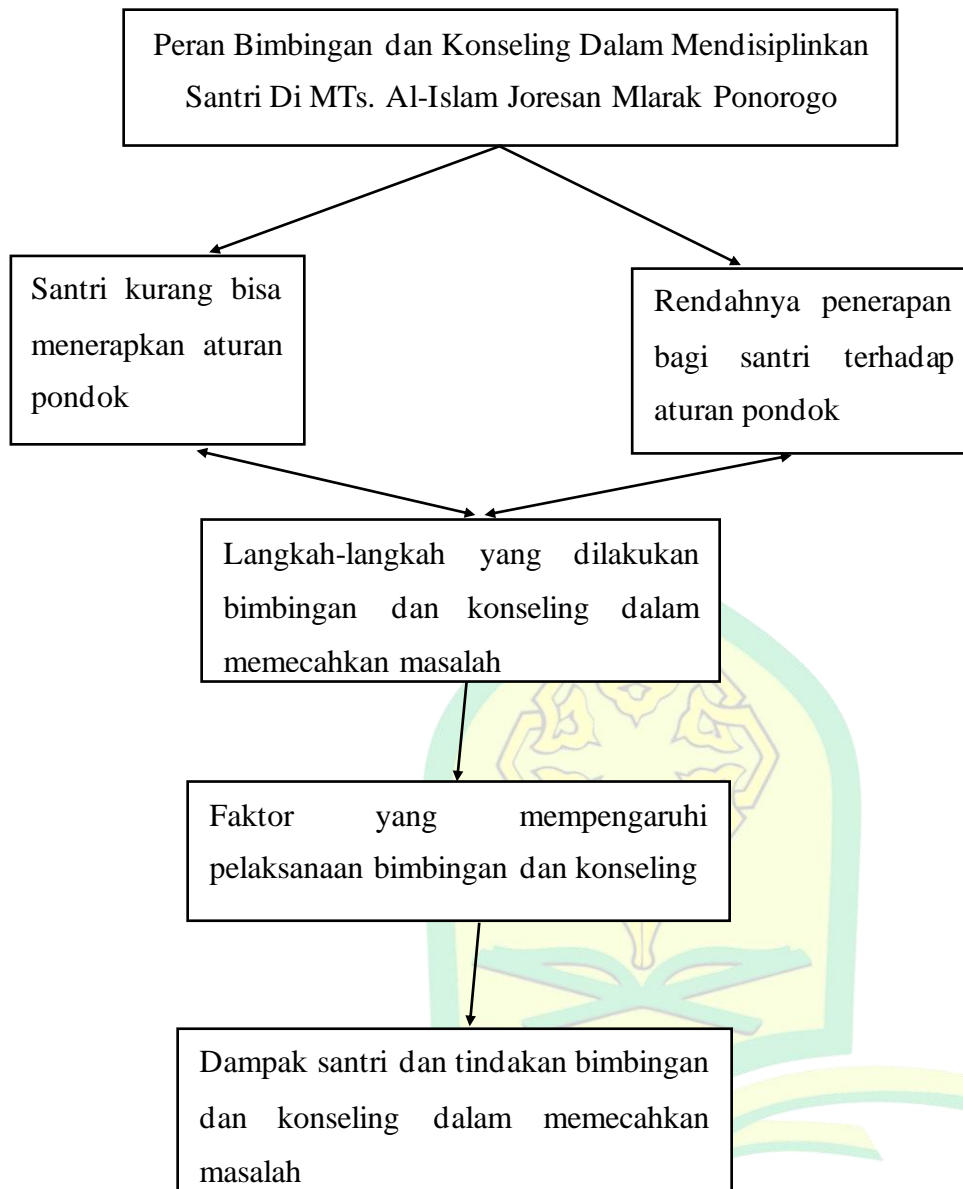 Peran Bimbingan dan Konseling Dalam Mendisiplinkan
Santri Di MTs. Al-Islam Joresan Mlarak Ponorogo
Santri kurang bisa
menerapkan aturan
pondok
Rendahnya penerapan
bagi santri terhadap
aturan pondok
Langkah-langkah yang dilakukan
bimbingan dan konseling dalam
memecahkan masalah
Faktor yang mempengaruhi
pelaksanaan bimbingan dan konseling
Dampak santri dan tindakan bimbingan
dan konseling dalam memecahkan
masalah